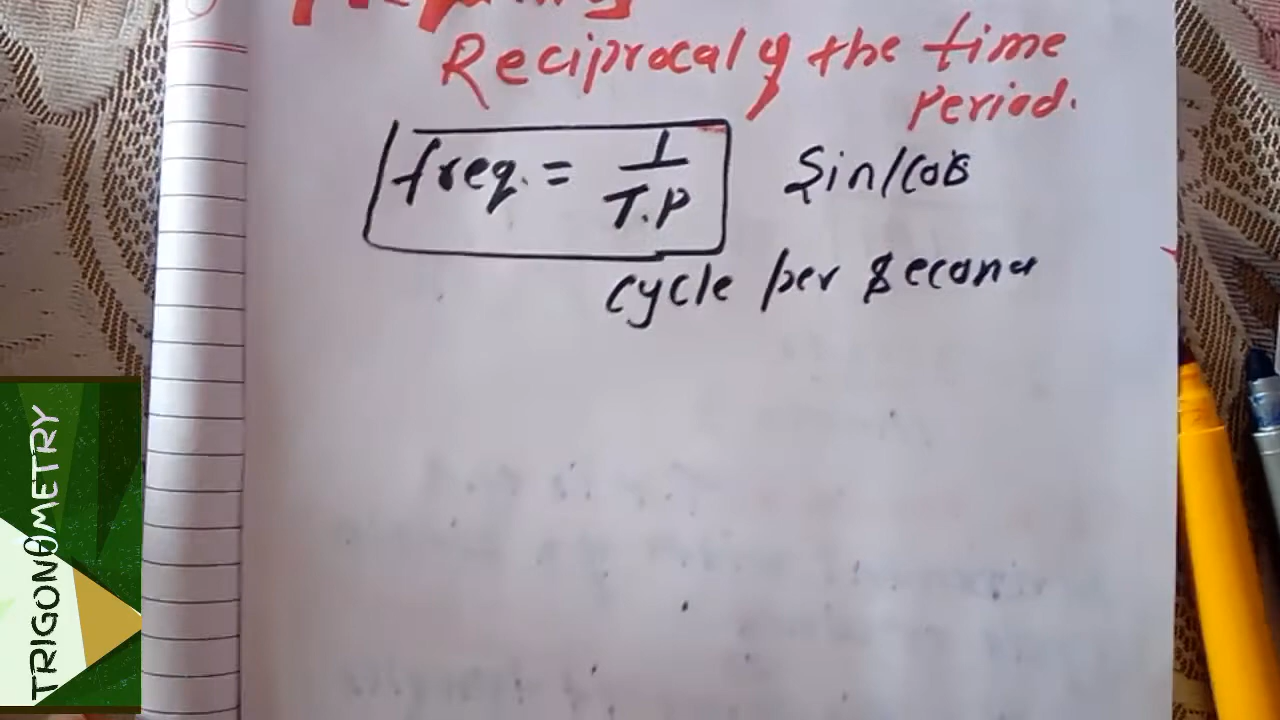 Reciprocal of the time
Period.
freq. = 1/T.P
Sin/Cos
cycle per second
TRIGONOMETRY